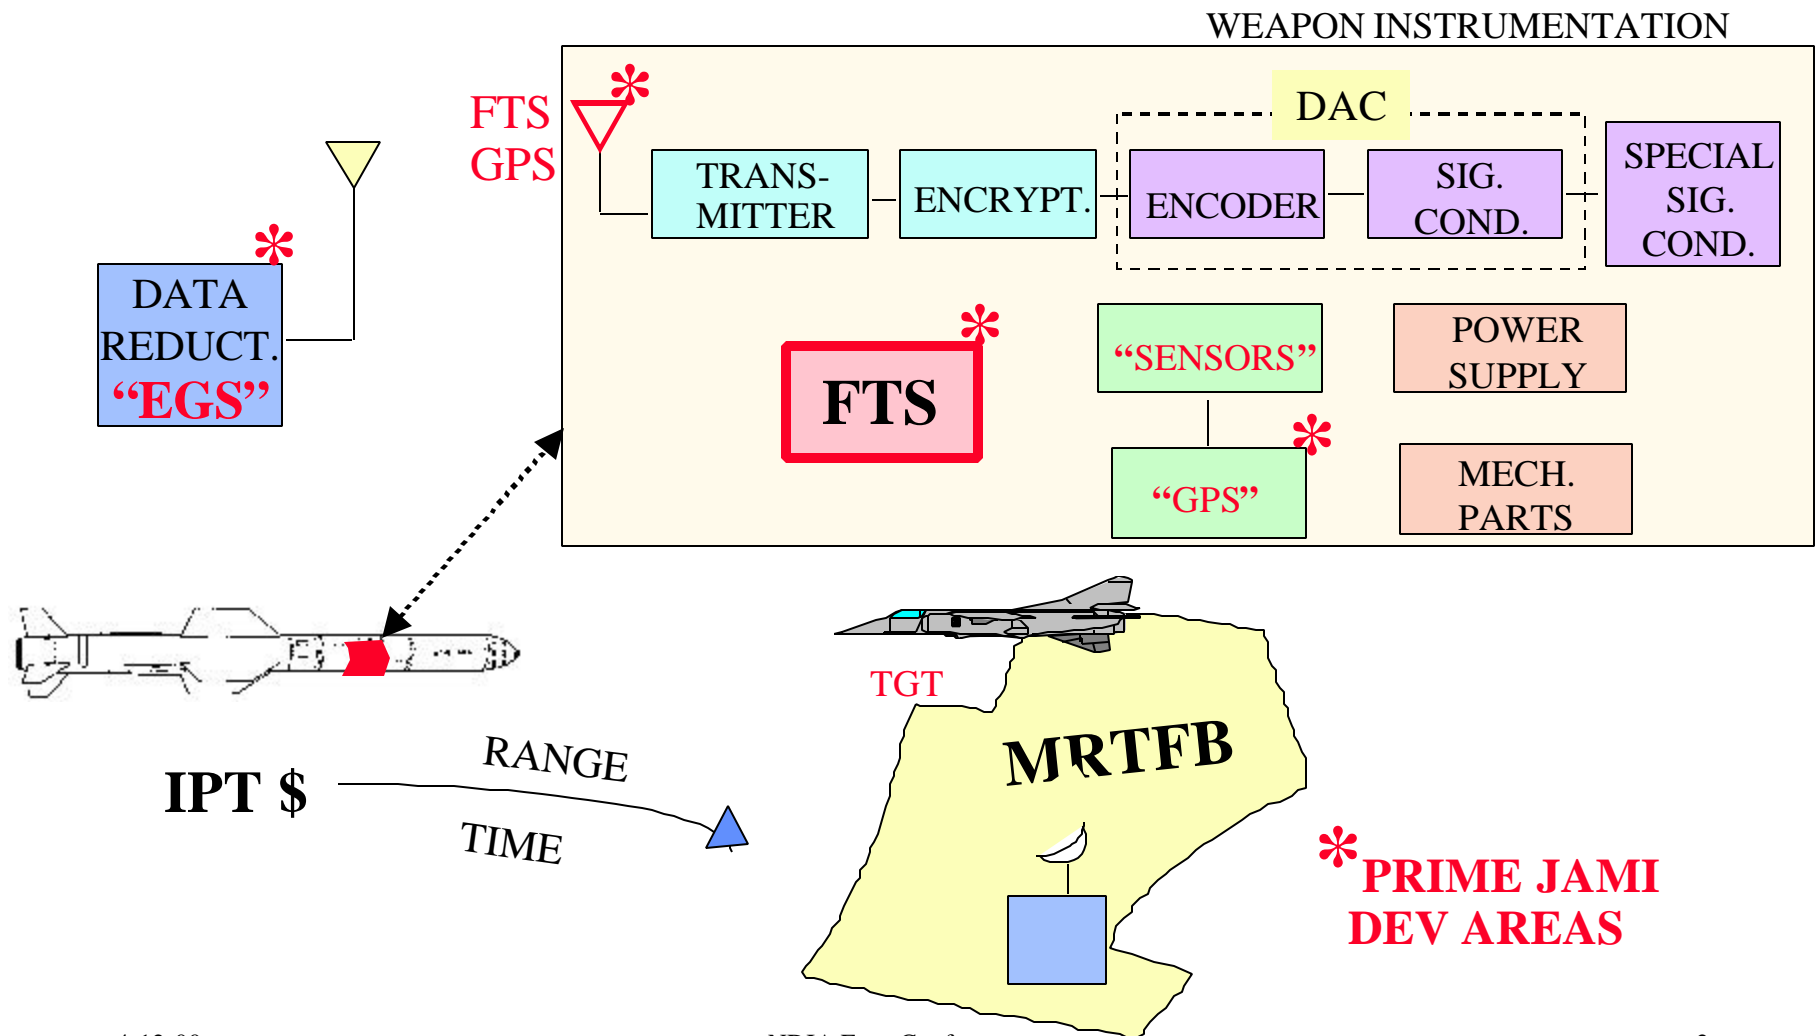 WEAPON INSTRUMENTATION
FTS
GPS
DAC
TRANS-
MITTER
ENCRYPT.
ENCODER
SIG.
COND.
SPECIAL
SIG.
COND.
DATA
REDUCT.
“EGS”
FTS
“SENSORS”
POWER
SUPPLY
“GPS”
MECH.
PARTS
TGT
MRTFB
IPT $
RANGE
TIME
PRIME JAMI
DEV AREAS